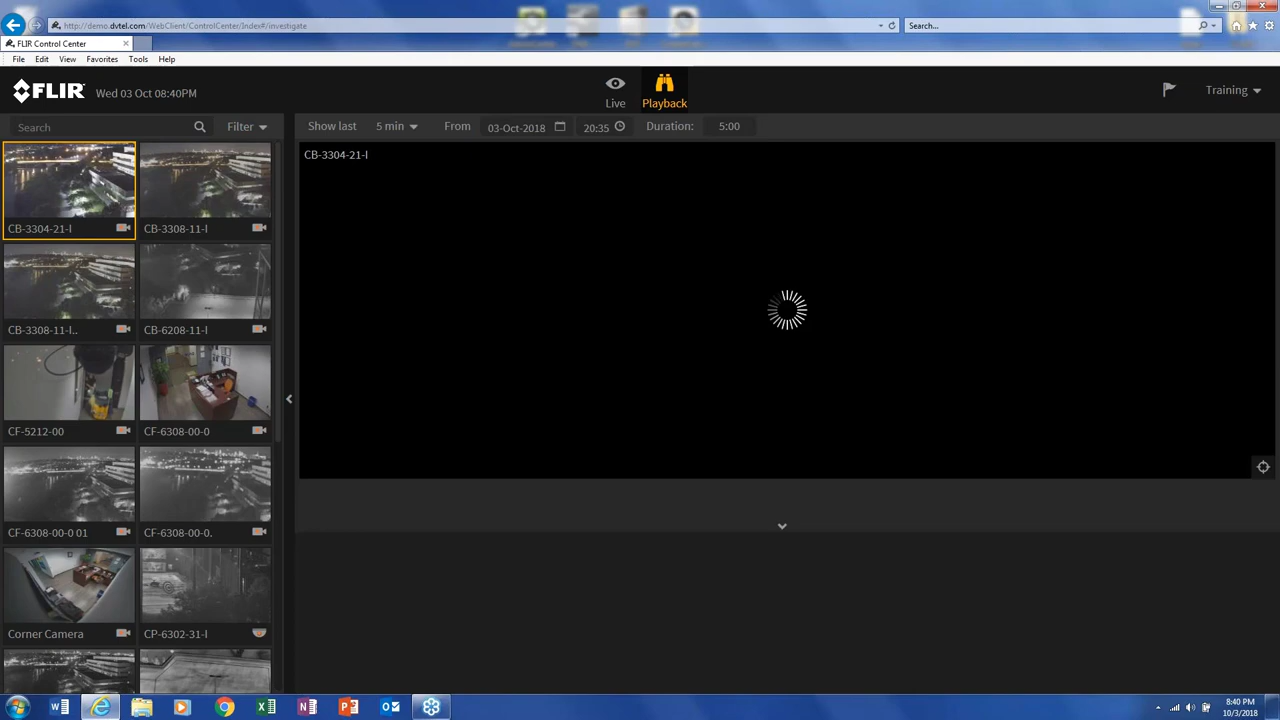 http://demo.dvtel.com/WebClient/ControlCenter/Index#/investigate
Search...
FLIR Control Center
File Edit View Favorites Tools Help
FLIR Wed 03 Oct 08:40PM
Live
Playback
Training
Search
Filter
Show last 5 min From 03-Oct-2018 20:35 Duration: 5:00
CB-3304-21-I
CB-3304-21-I
CB-3308-11-I
CB-3308-11-I..
CB-6208-11-I
CF-5212-00
CF-6308-00-0
CF-6308-00-0 01
CF-6308-00-0.
Corner Camera
CP-6302-31-I
8:40 PM
10/3/2018